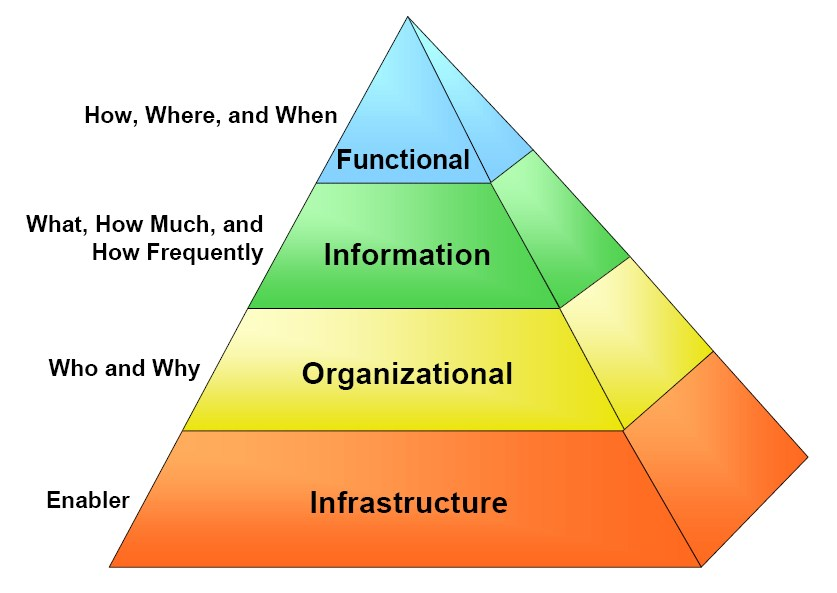 How, Where, and When
Functional
What, How Much, and
How Frequently
Information
Who and Why
Organizational
Enabler
Infrastructure